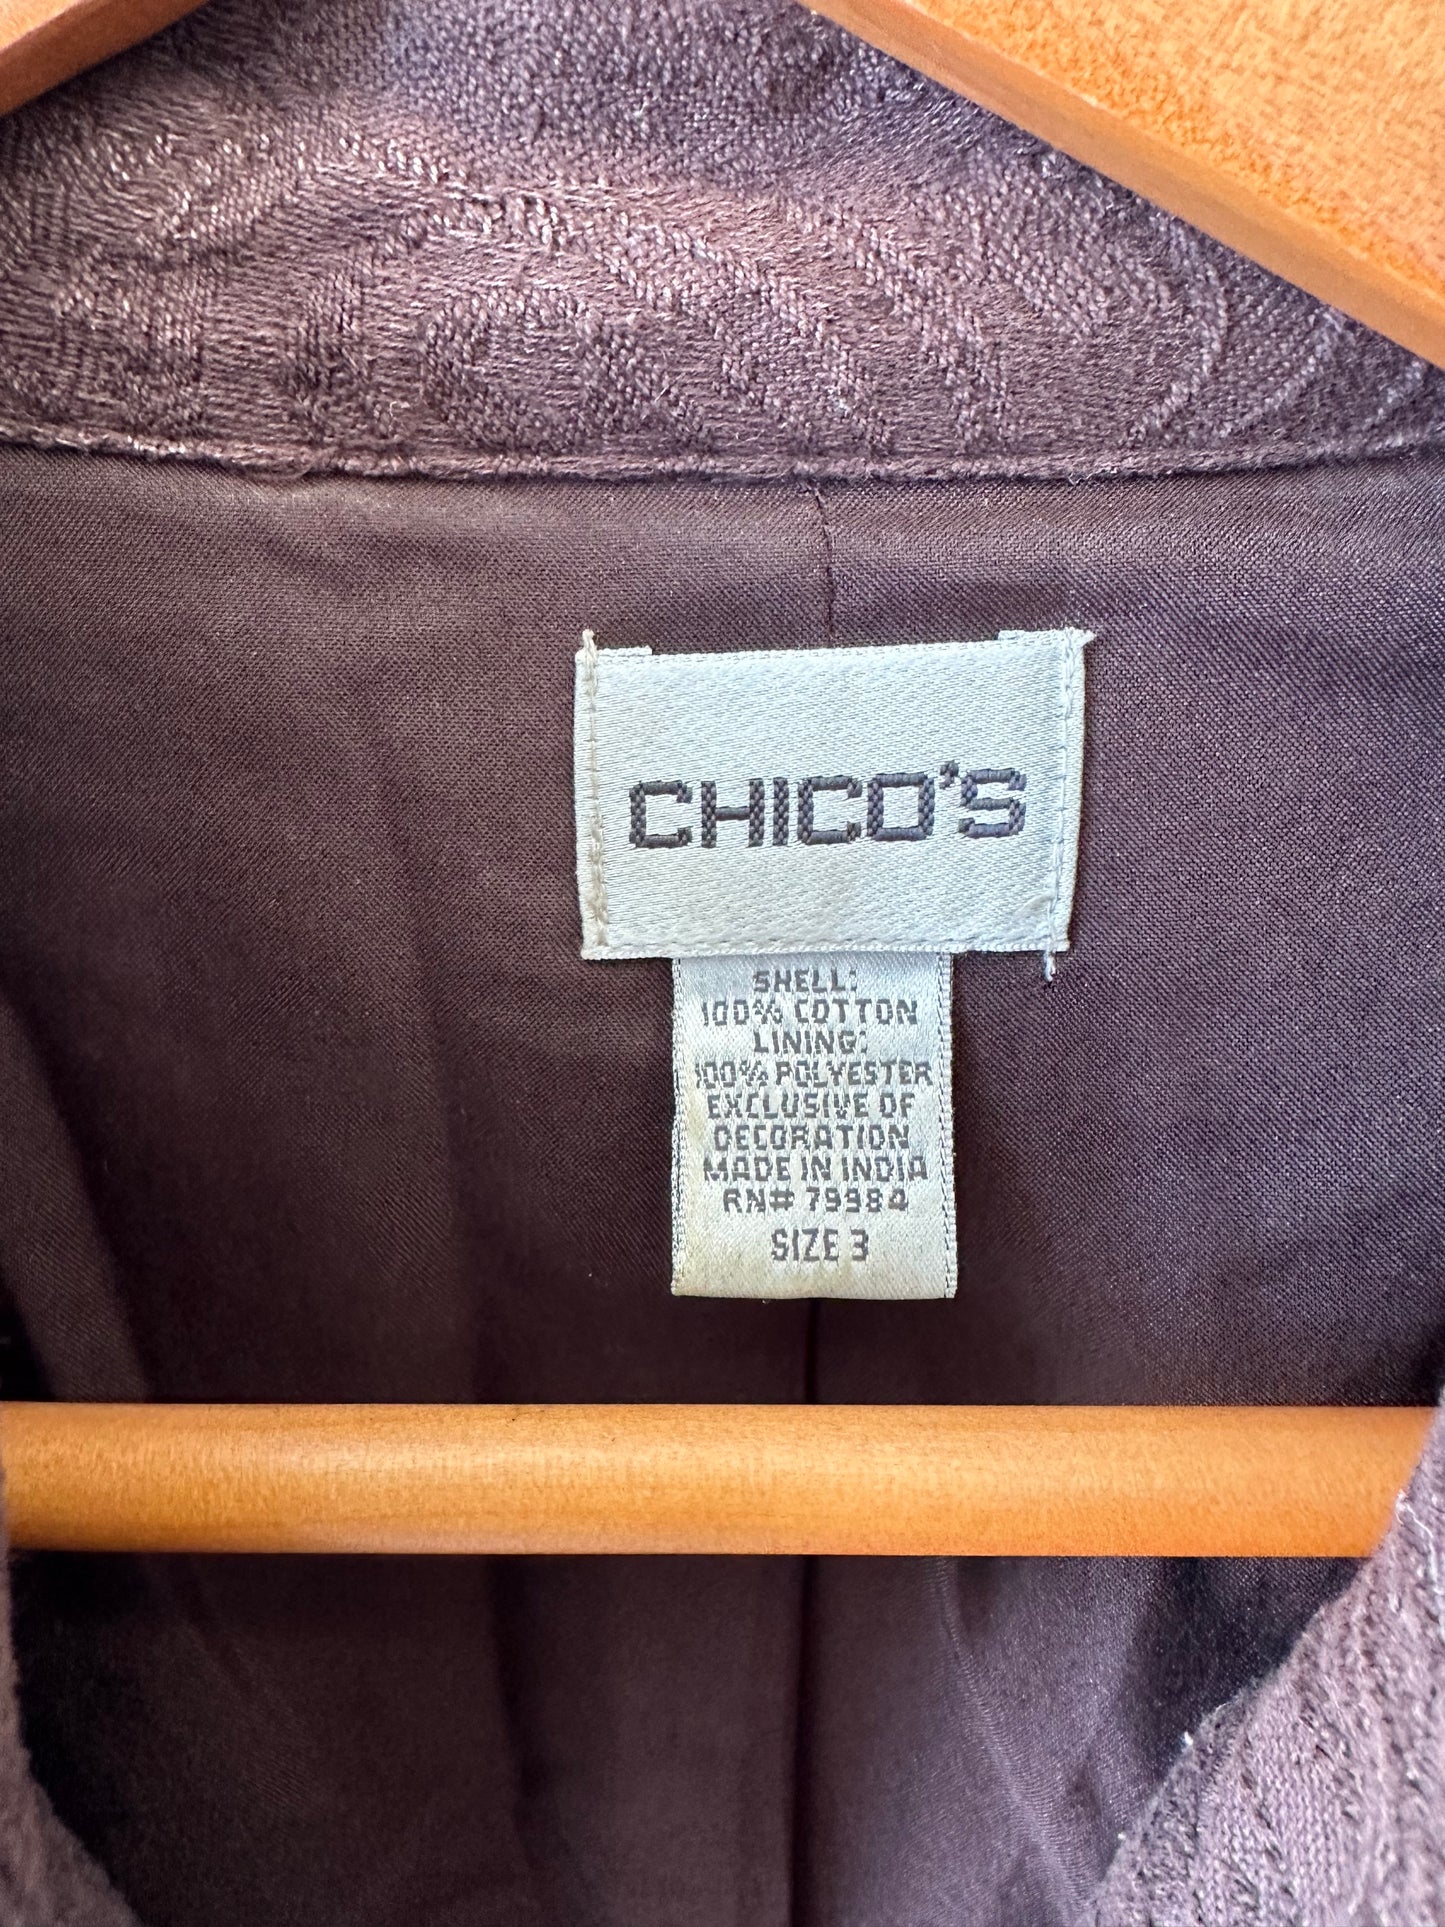 CHICO'S
SHELL:
100% COTTON
LINING:
100% POLYESTER
EXCLUSIVE OF
DECORATION
MADE IN INDIA
RN# 79984
SIZE 3